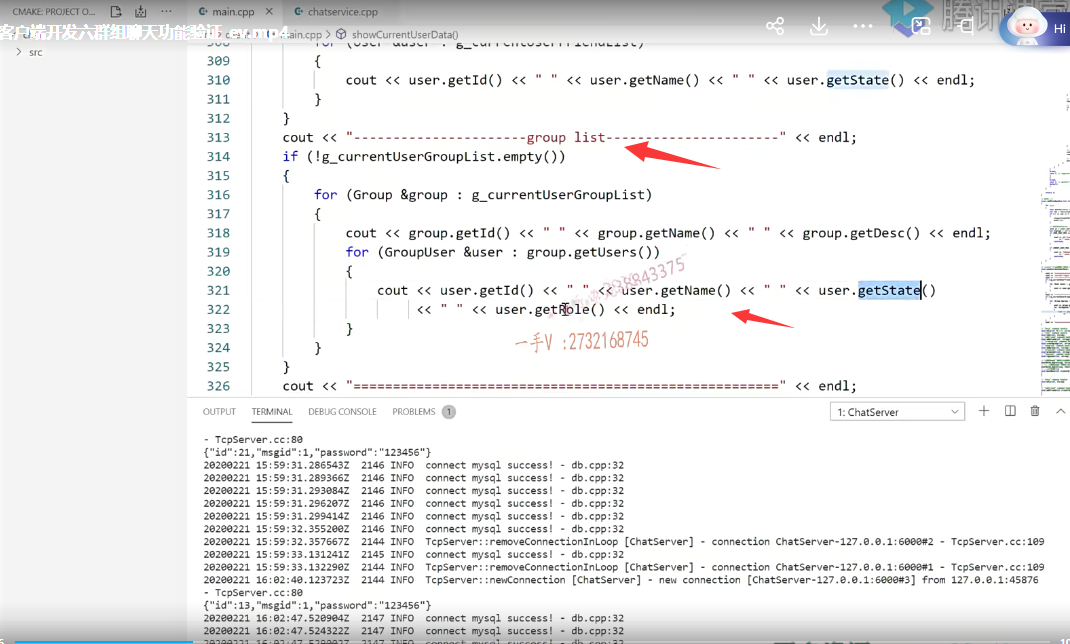 CMAKE: PROJECT O...
main.cpp
chatservice.cpp
客户端开发六群组聊天功能验证_ev.mp4
main.cpp > showCurrentUserData()
Hi
src
308 for (User &user : g_currentUserFriendList)
309 {
310 cout << user.getId() << " " << user.getName() << " " << user.getState() << endl;
311 }
312 }
313 cout << "----------------------group list----------------------" << endl;
314 if (!g_currentUserGroupList.empty())
315 {
316 for (Group &group : g_currentUserGroupList)
317 {
318 cout << group.getId() << " " << group.getName() << " " << group.getDesc() << endl;
319 for (GroupUser &user : group.getUsers())
320 {
321 cout << user.getId() << " " << user.getName() << " " << user.getState()
322 << " " << user.getRole() << endl;
323 }
324 }
325 }
326 cout << "======================================================" << endl;
一手V :2732168745
OUTPUT TERMINAL DEBUG CONSOLE PROBLEMS 1
1: ChatServer
- TcpServer.cc:80
{"id":21,"msgid":1,"password":"123456"}
20200221 15:59:31.286543Z 2146 INFO connect mysql success! - db.cpp:32
20200221 15:59:31.289366Z 2146 INFO connect mysql success! - db.cpp:32
20200221 15:59:31.293084Z 2146 INFO connect mysql success! - db.cpp:32
20200221 15:59:31.296207Z 2146 INFO connect mysql success! - db.cpp:32
20200221 15:59:31.299414Z 2146 INFO connect mysql success! - db.cpp:32
20200221 15:59:32.355200Z 2146 INFO connect mysql success! - db.cpp:32
20200221 15:59:32.357667Z 2144 INFO TcpServer::removeConnectionInLoop [ChatServer] - connection ChatServer-127.0.0.1:6000#2 - TcpServer.cc:109
20200221 15:59:33.131241Z 2145 INFO connect mysql success! - db.cpp:32
20200221 15:59:33.132290Z 2144 INFO TcpServer::removeConnectionInLoop [ChatServer] - connection ChatServer-127.0.0.1:6000#1 - TcpServer.cc:109
20200221 16:02:40.123723Z 2144 INFO TcpServer::newConnection [ChatServer] - new connection [ChatServer-127.0.0.1:6000#3] from 127.0.0.1:45876
- TcpServer.cc:80
{"id":13,"msgid":1,"password":"123456"}
20200221 16:02:47.520904Z 2147 INFO connect mysql success! - db.cpp:32
20200221 16:02:47.524322Z 2147 INFO connect mysql success! - db.cpp:32